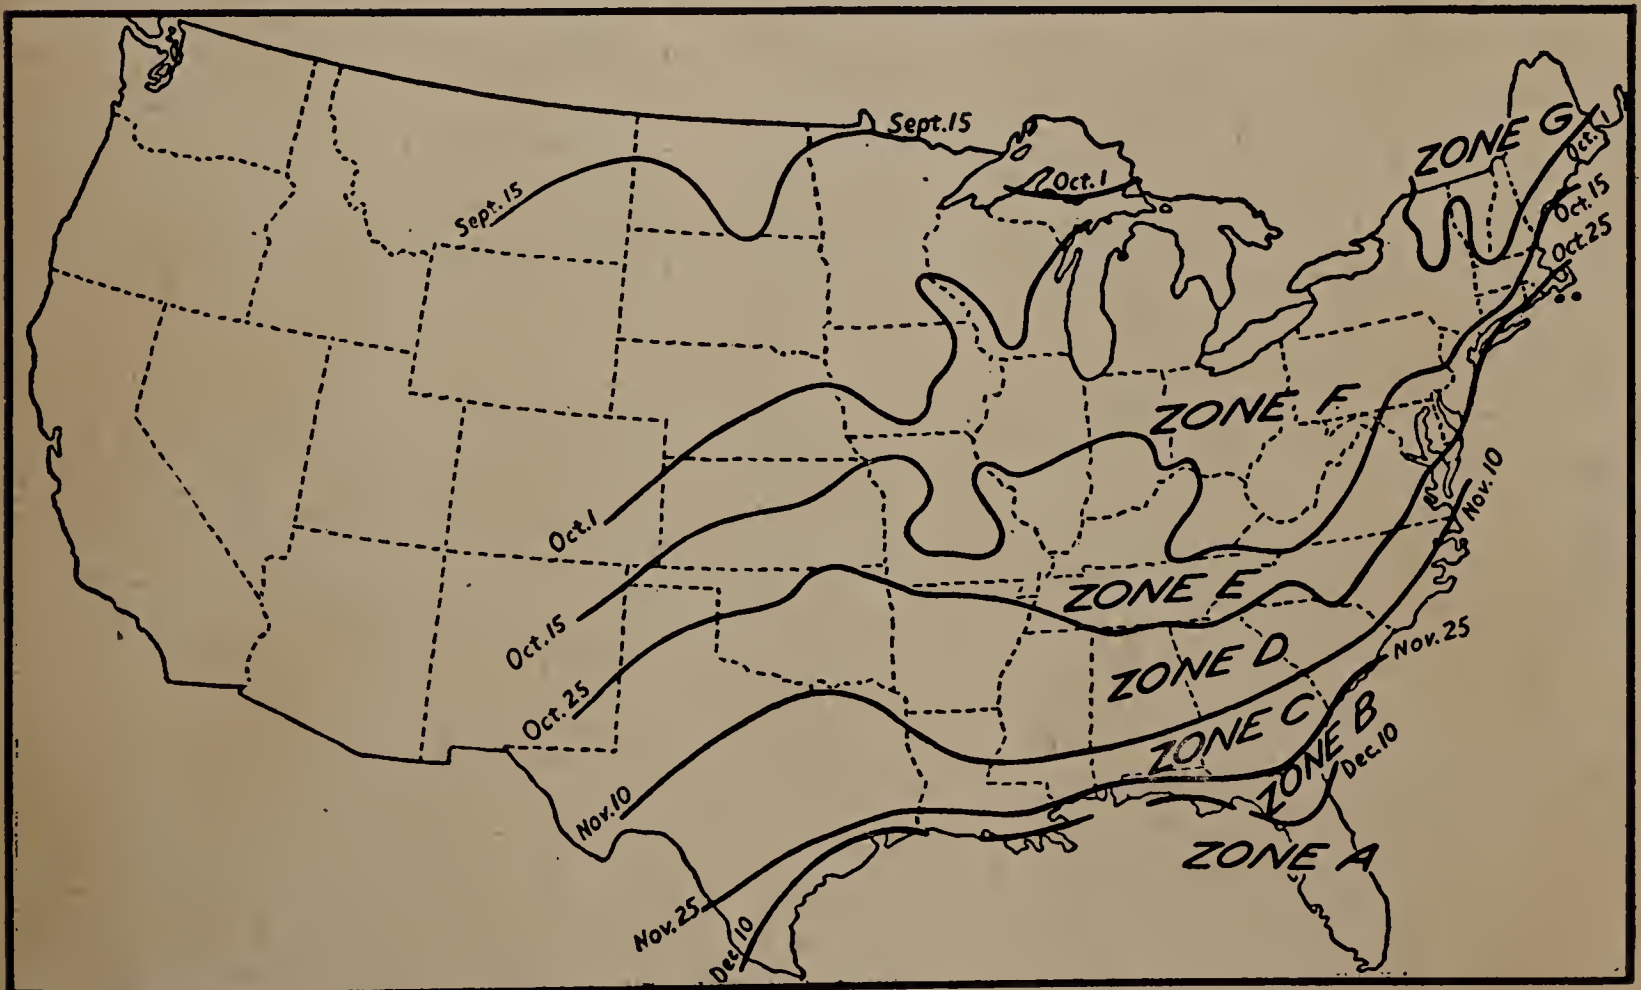 Sept.15
ZONE G
Oct.1
Oct.1
Sept.15
Oct.15
Oct.25
ZONE F
Nov.10
Oct.1
ZONE E
Oct.15
Nov.25
ZONE D
Oct.25
ZONE C
ZONE B
Dec.10
Nov.10
ZONE A
Nov.25
Dec.10